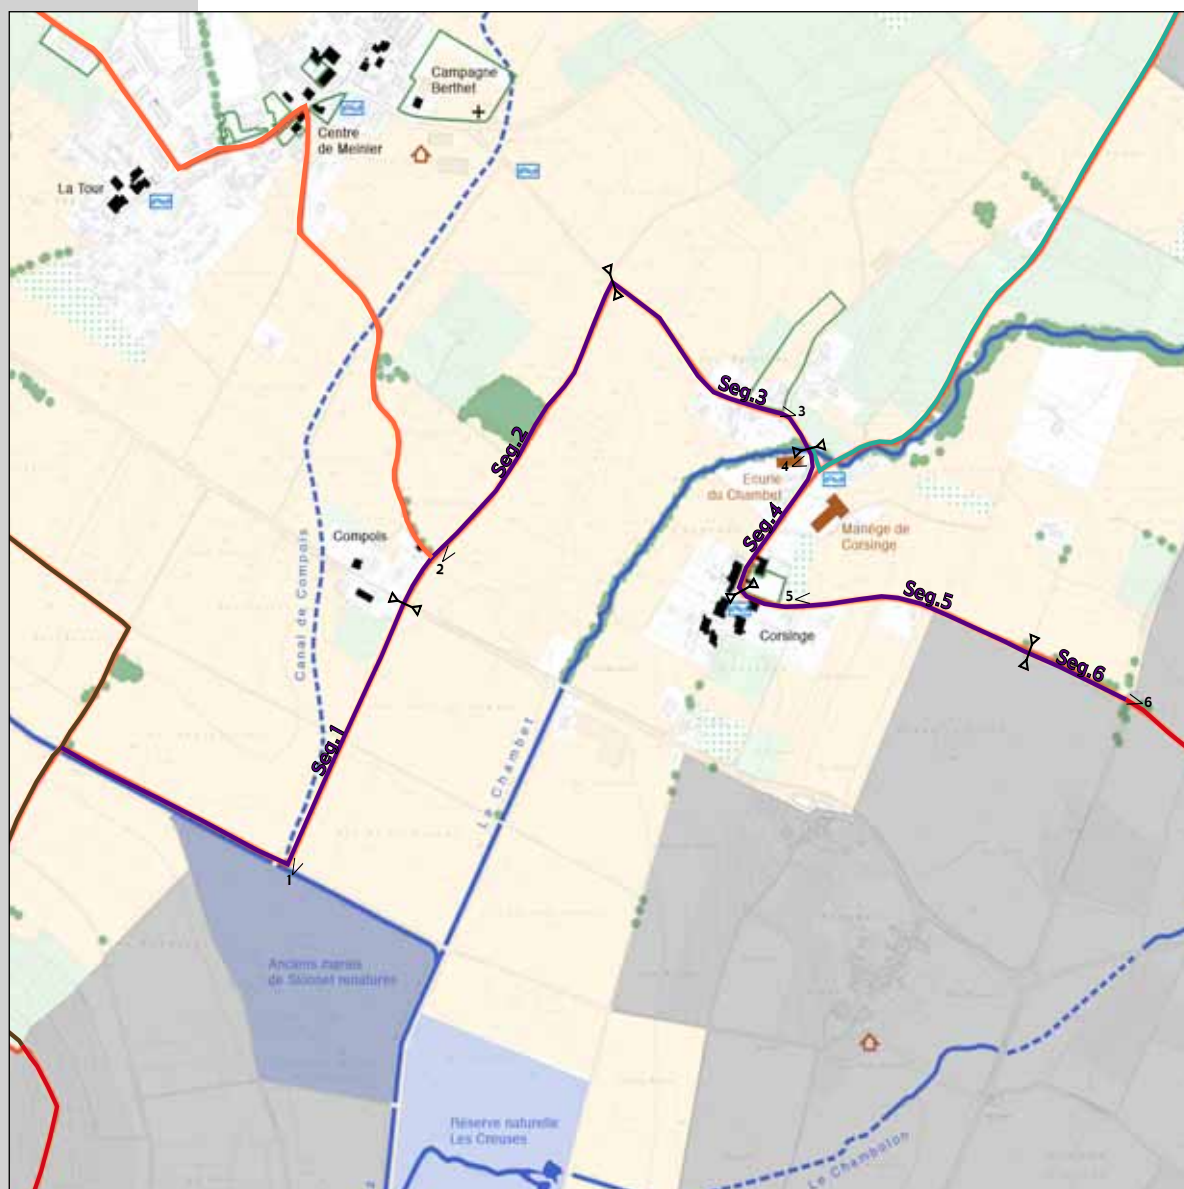 Campagne
Berthet
Centre
de Meinier
La Tour
Seg.3
3
Seg.2
4
Ecurie
du Chambet
Seg.4
Manège de
Corsinge
Compois
2
Canal de Compois
5
Seg.5
Corsinge
Seg.6
6
Seg.1
Le Chambet
1
Anciens marais
de Sionnet renaturés
Réserve naturelle
Les Creuses
Le Chambolon